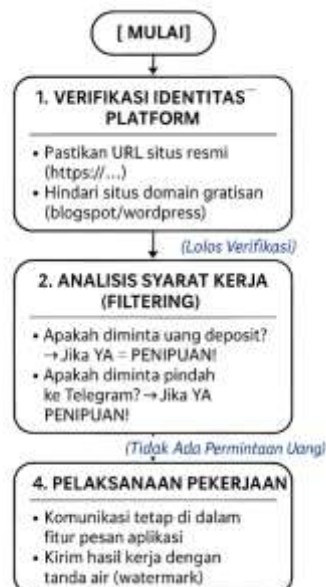 [ MULAI]
1. VERIFIKASI IDENTITAS
PLATFORM
• Pastikan URL situs resmi
(https://...)
• Hindari situs domain gratisan
(blogspot/wordpress)
(Lolos Verifikasi)
2. ANALISIS SYARAT KERJA
(FILTERING)
• Apakah diminta uang deposit?
→Jika YA = PENIPUAN!
• Apakah diminta pindah
ke Telegram? →Jika YA
PENIPUAN!
(Tidak Ada Permintaan Uang)
4. PELAKSANAAN PEKERJAAN
• Komunikasi tetap di dalam
fitur pesan aplikasi
• Kirim hasil kerja dengan
tanda air (watermark)